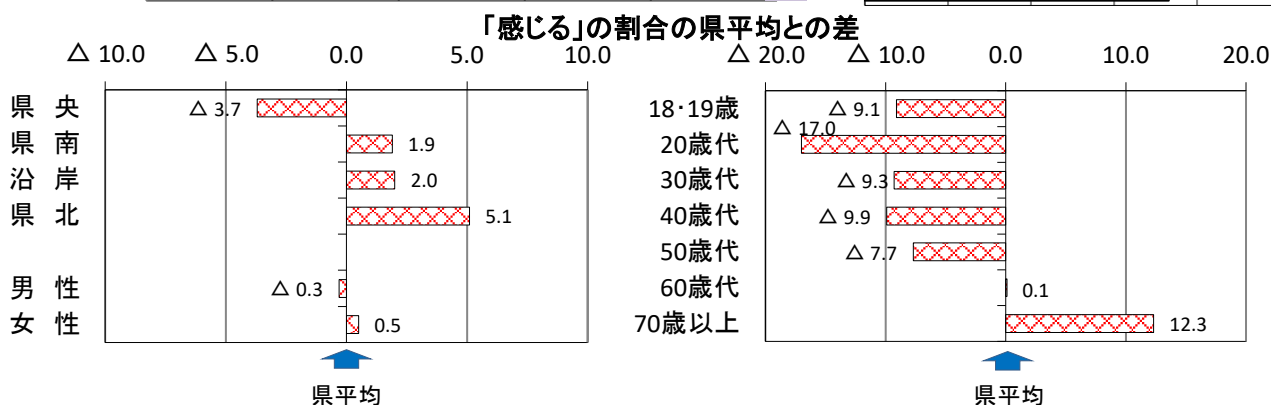 「感じる」の割合の県平均との差
△ 10.0 △ 5.0 0.0 5.0 10.0
県 央 △ 3.7
県 南 1.9
沿 岸 2.0
県 北 5.1
男 性 △ 0.3
女 性 0.5
県平均
△ 20.0 △ 10.0 0.0 10.0 20.0
18･19歳 △ 9.1
20歳代 △ 17.0
30歳代 △ 9.3
40歳代 △ 9.9
50歳代 △ 7.7
60歳代 0.1
70歳以上 12.3
県平均